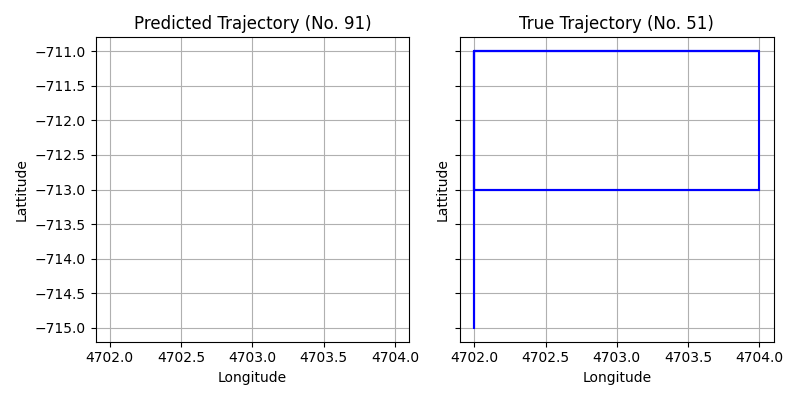 Predicted Trajectory (No. 91)
Lattitude
−711.0
−711.5
−712.0
−712.5
−713.0
−713.5
−714.0
−714.5
−715.0
4702.0 4702.5 4703.0 4703.5 4704.0
Longitude
True Trajectory (No. 51)
Lattitude
4702.0 4702.5 4703.0 4703.5 4704.0
Longitude